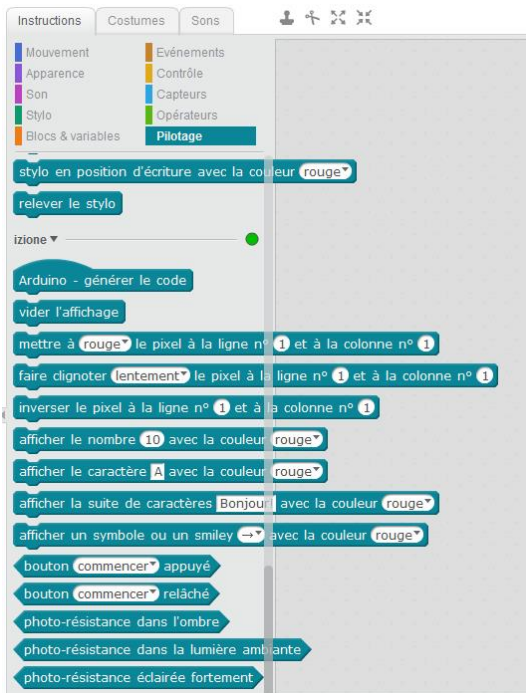 Instructions Costumes Sons
Mouvement Evénements
Apparence Contrôle
Son Capteurs
Stylo Opérateurs
Blocs & variables Pilotage
stylo en position d'écriture avec la couleur rouge
relever le stylo
izione
Arduino - générer le code
vider l'affichage
mettre à rouge le pixel à la ligne n° 1 et à la colonne n° 1
faire clignoter lentement le pixel à la ligne n° 1 et à la colonne n° 1
inverser le pixel à la ligne n° 1 et à la colonne n° 1
afficher le nombre 10 avec la couleur rouge
afficher le caractère A avec la couleur rouge
afficher la suite de caractères Bonjour! avec la couleur rouge
afficher un symbole ou un smiley → avec la couleur rouge
bouton commencer appuyé
bouton commencer relâché
photo-résistance dans l'ombre
photo-résistance dans la lumière ambiante
photo-résistance éclairée fortement